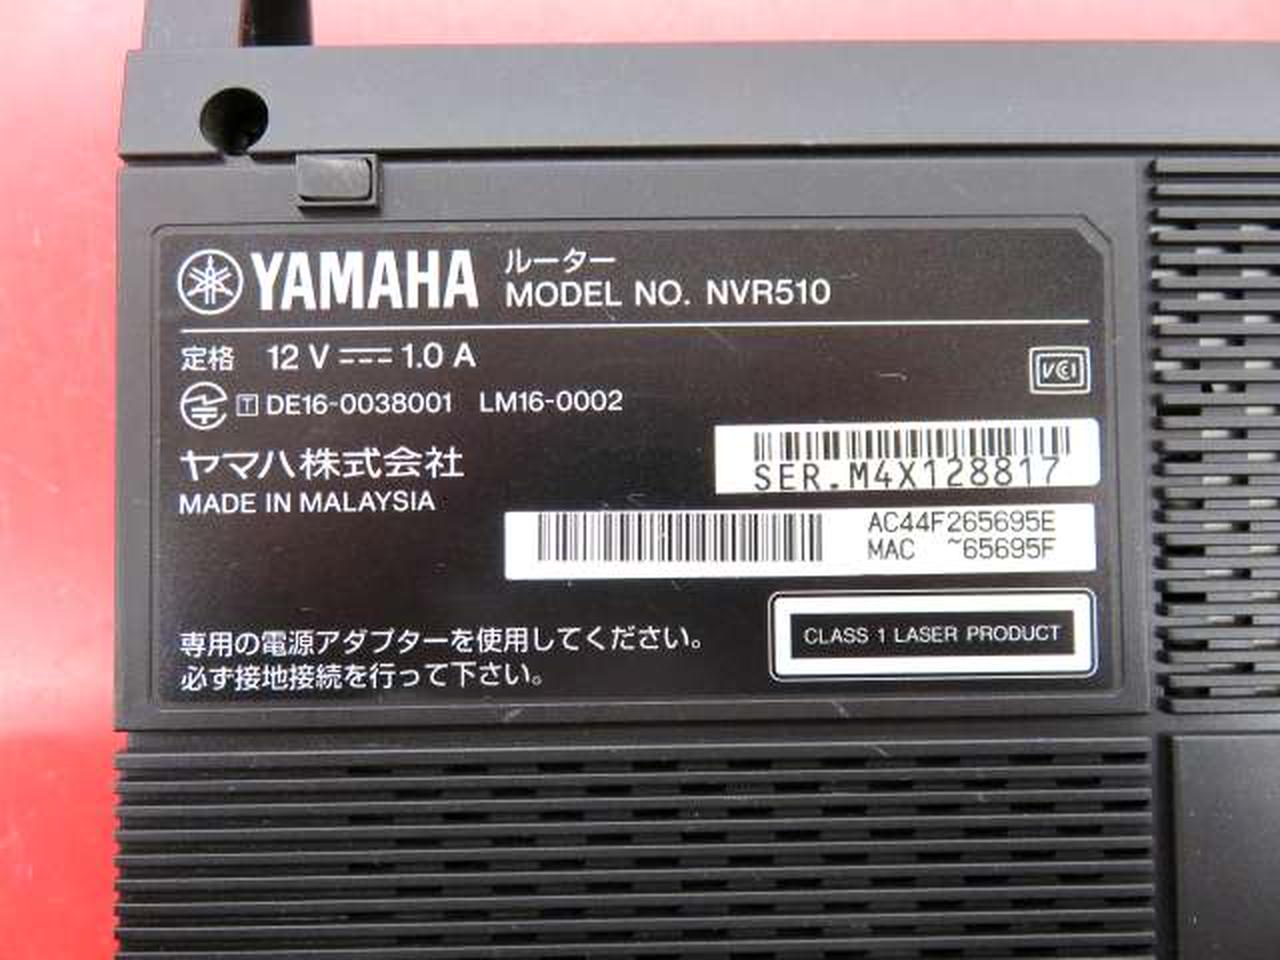 YAMAHA ルーター
MODEL NO. NVR510
定格 12 V 1.0 A
VCCI
T DE16-0038001 LM16-0002
ヤマハ株式会社
MADE IN MALAYSIA
SER.M4X128817
AC44F265695E
MAC ~65695F
専用の電源アダプターを使用してください。
必ず接地接続を行って下さい。
CLASS 1 LASER PRODUCT